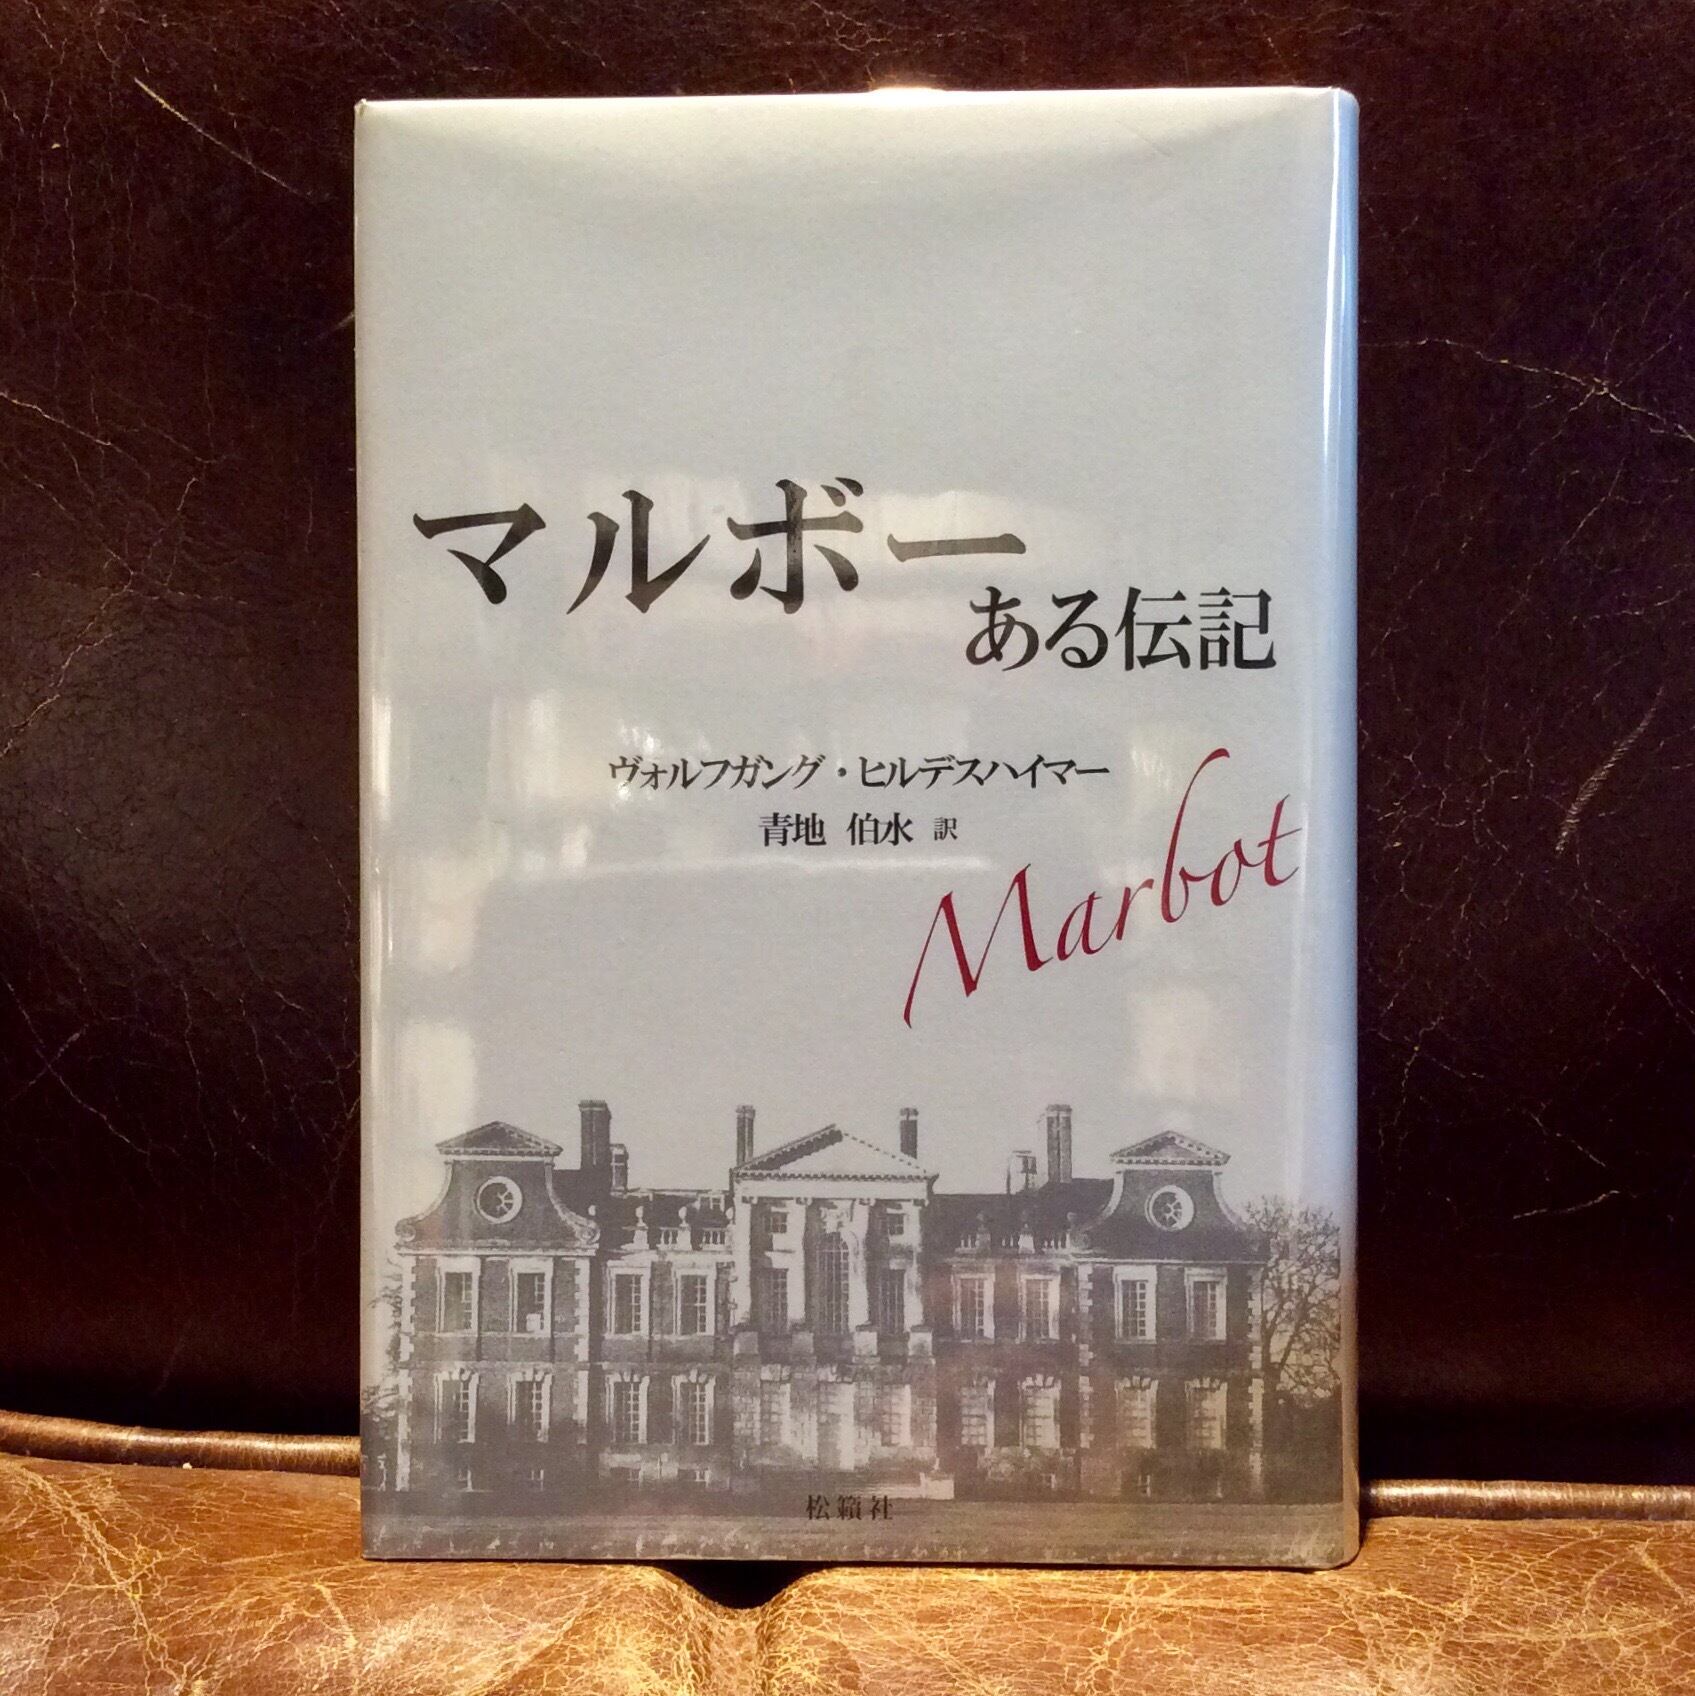 マルボー
ある伝記
ヴォルフガング・ヒルデスハイマー
青地 伯水 訳
Marbot
松籟社